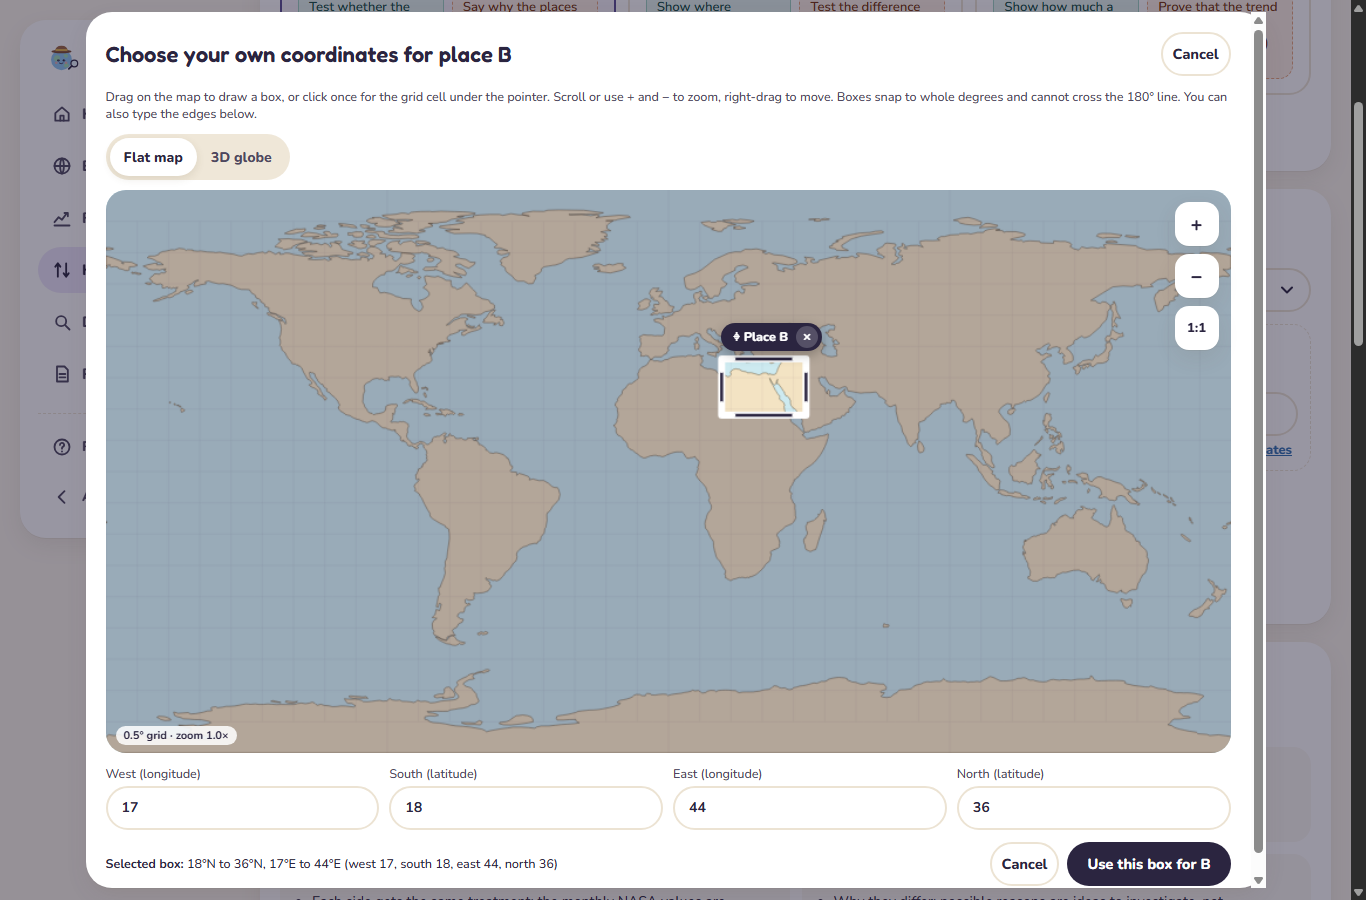 Test whether the
Say why the places
Show where
Test the difference
Show how much a
Prove that the trend
Choose your own coordinates for place B
Cancel
Drag on the map to draw a box, or click once for the grid cell under the pointer. Scroll or use + and − to zoom, right-drag to move. Boxes snap to whole degrees and cannot cross the 180° line. You can
also type the edges below.
Flat map
3D globe
+
−
1:1
Place B
×
ates
0.5° grid · zoom 1.0×
West (longitude)
South (latitude)
East (longitude)
North (latitude)
17
18
44
36
Selected box: 18°N to 36°N, 17°E to 44°E (west 17, south 18, east 44, north 36)
Cancel
Use this box for B